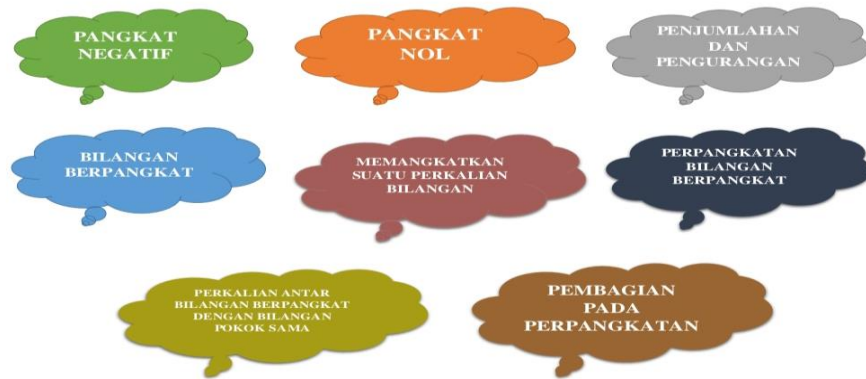 PANGKAT
NEGATIF
PANGKAT
NOL
PENJUMLAHAN
DAN
PENGURANGAN
BILANGAN
BERPANGKAT
MEMANGKATKAN
SUATU PERKALIAN
BILANGAN
PERPANGKATAN
BILANGAN
BERPANGKAT
PERKALIAN ANTAR
BILANGAN BERPANGKAT
DENGAN BILANGAN
POKOK SAMA
PEMBAGIAN
PADA
PERPANGKATAN